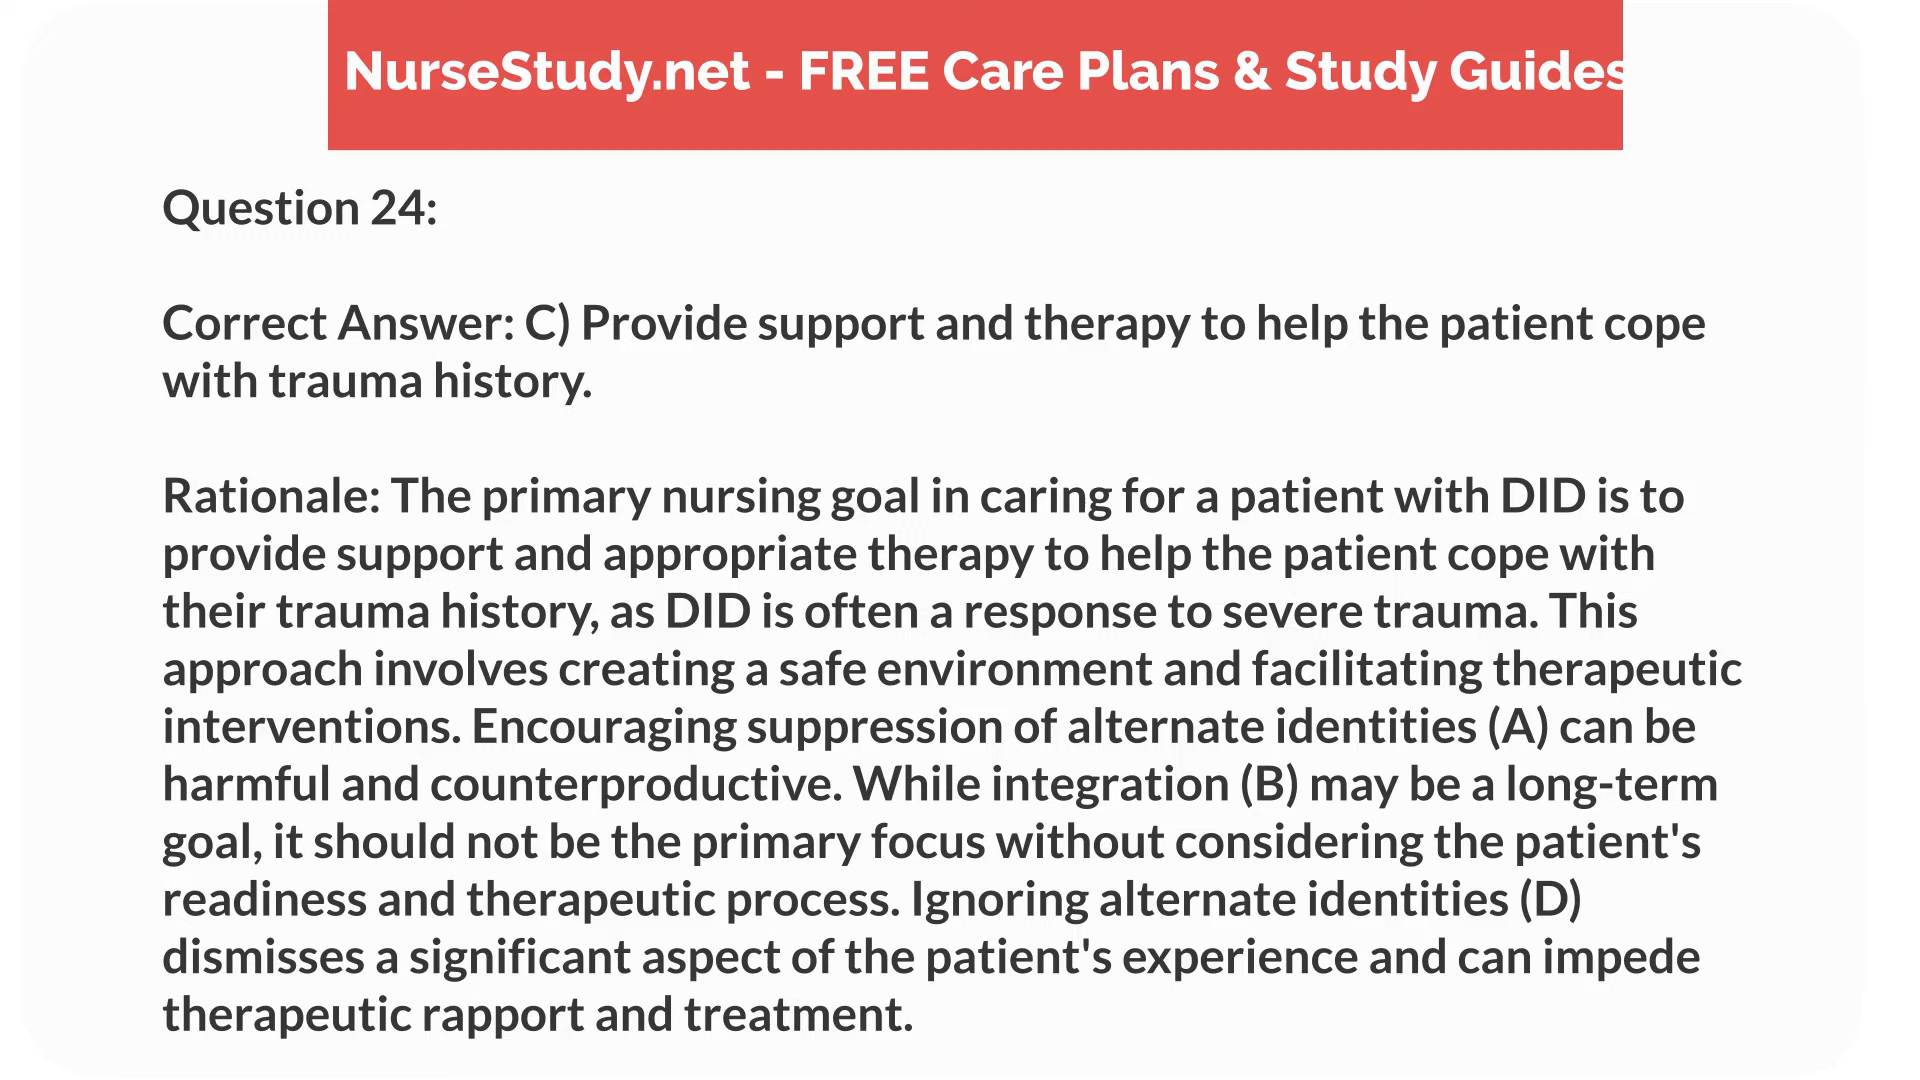 NurseStudy.net - FREE Care Plans & Study Guides
Question 24:
Correct Answer: C) Provide support and therapy to help the patient cope
with trauma history.
Rationale: The primary nursing goal in caring for a patient with DID is to
provide support and appropriate therapy to help the patient cope with
their trauma history, as DID is often a response to severe trauma. This
approach involves creating a safe environment and facilitating therapeutic
interventions. Encouraging suppression of alternate identities (A) can be
harmful and counterproductive. While integration (B) may be a long-term
goal, it should not be the primary focus without considering the patient's
readiness and therapeutic process. Ignoring alternate identities (D)
dismisses a significant aspect of the patient's experience and can impede
therapeutic rapport and treatment.